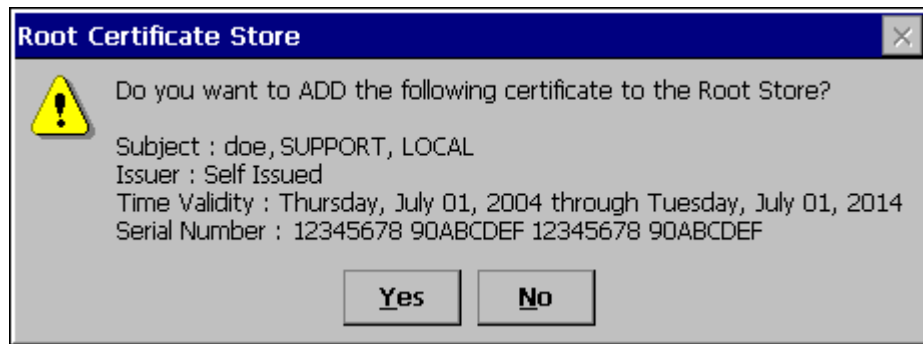 Root Certificate Store
Do you want to ADD the following certificate to the Root Store?
Subject : doe, SUPPORT, LOCAL
Issuer : Self Issued
Time Validity : Thursday, July 01, 2004 through Tuesday, July 01, 2014
Serial Number : 12345678 90ABCDEF 12345678 90ABCDEF
Yes No